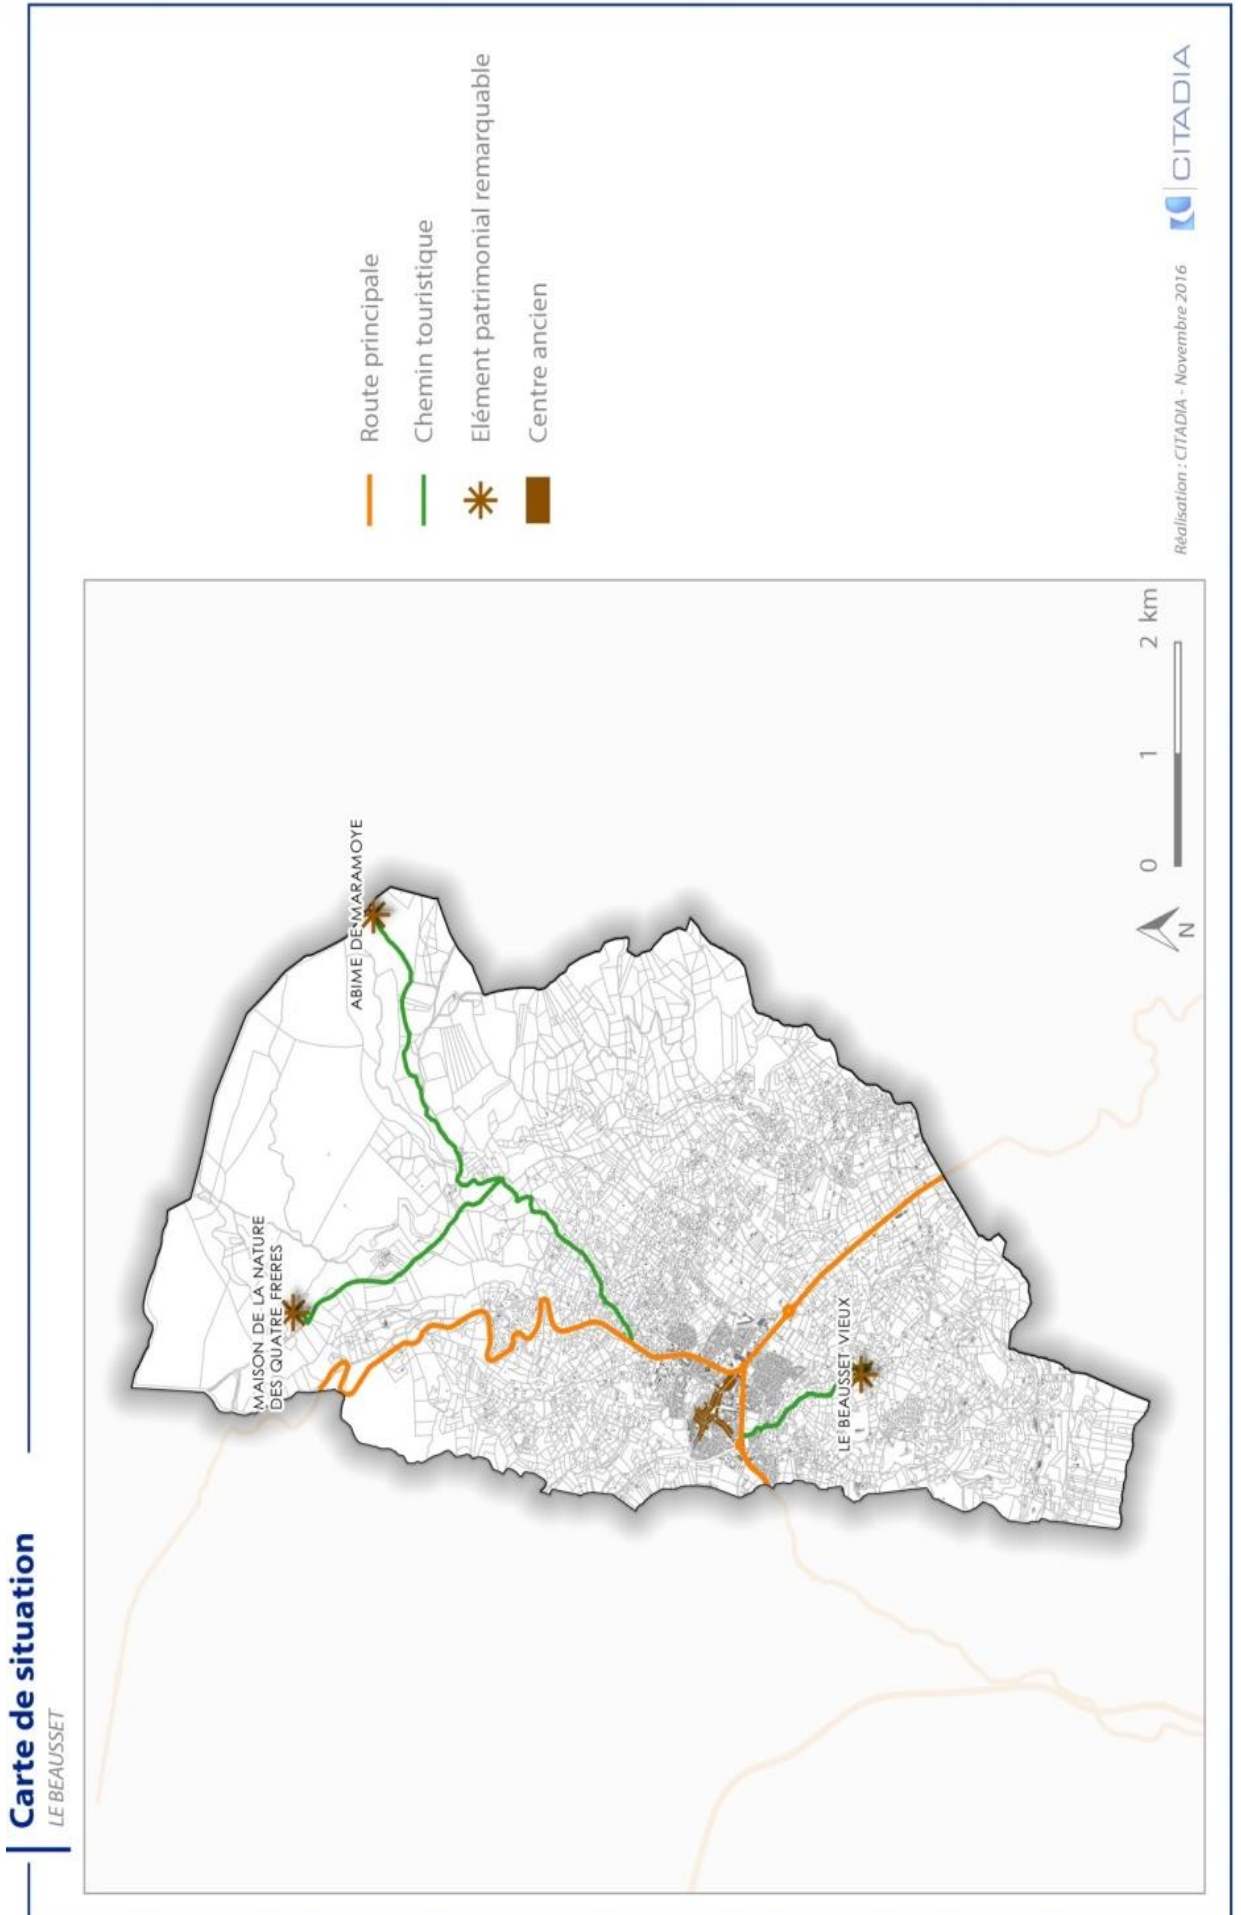 Carte de situation
LE BEAUSSET
MAISON DE LA NATURE
DES QUATRE FRERES
ABIME DE MARAMOYE
LE BEAUSSET VIEUX
Route principale
Chemin touristique
Elément patrimonial remarquable
Centre ancien
N
0 1 2 km
Réalisation : CITADIA - Novembre 2016
CITADIA